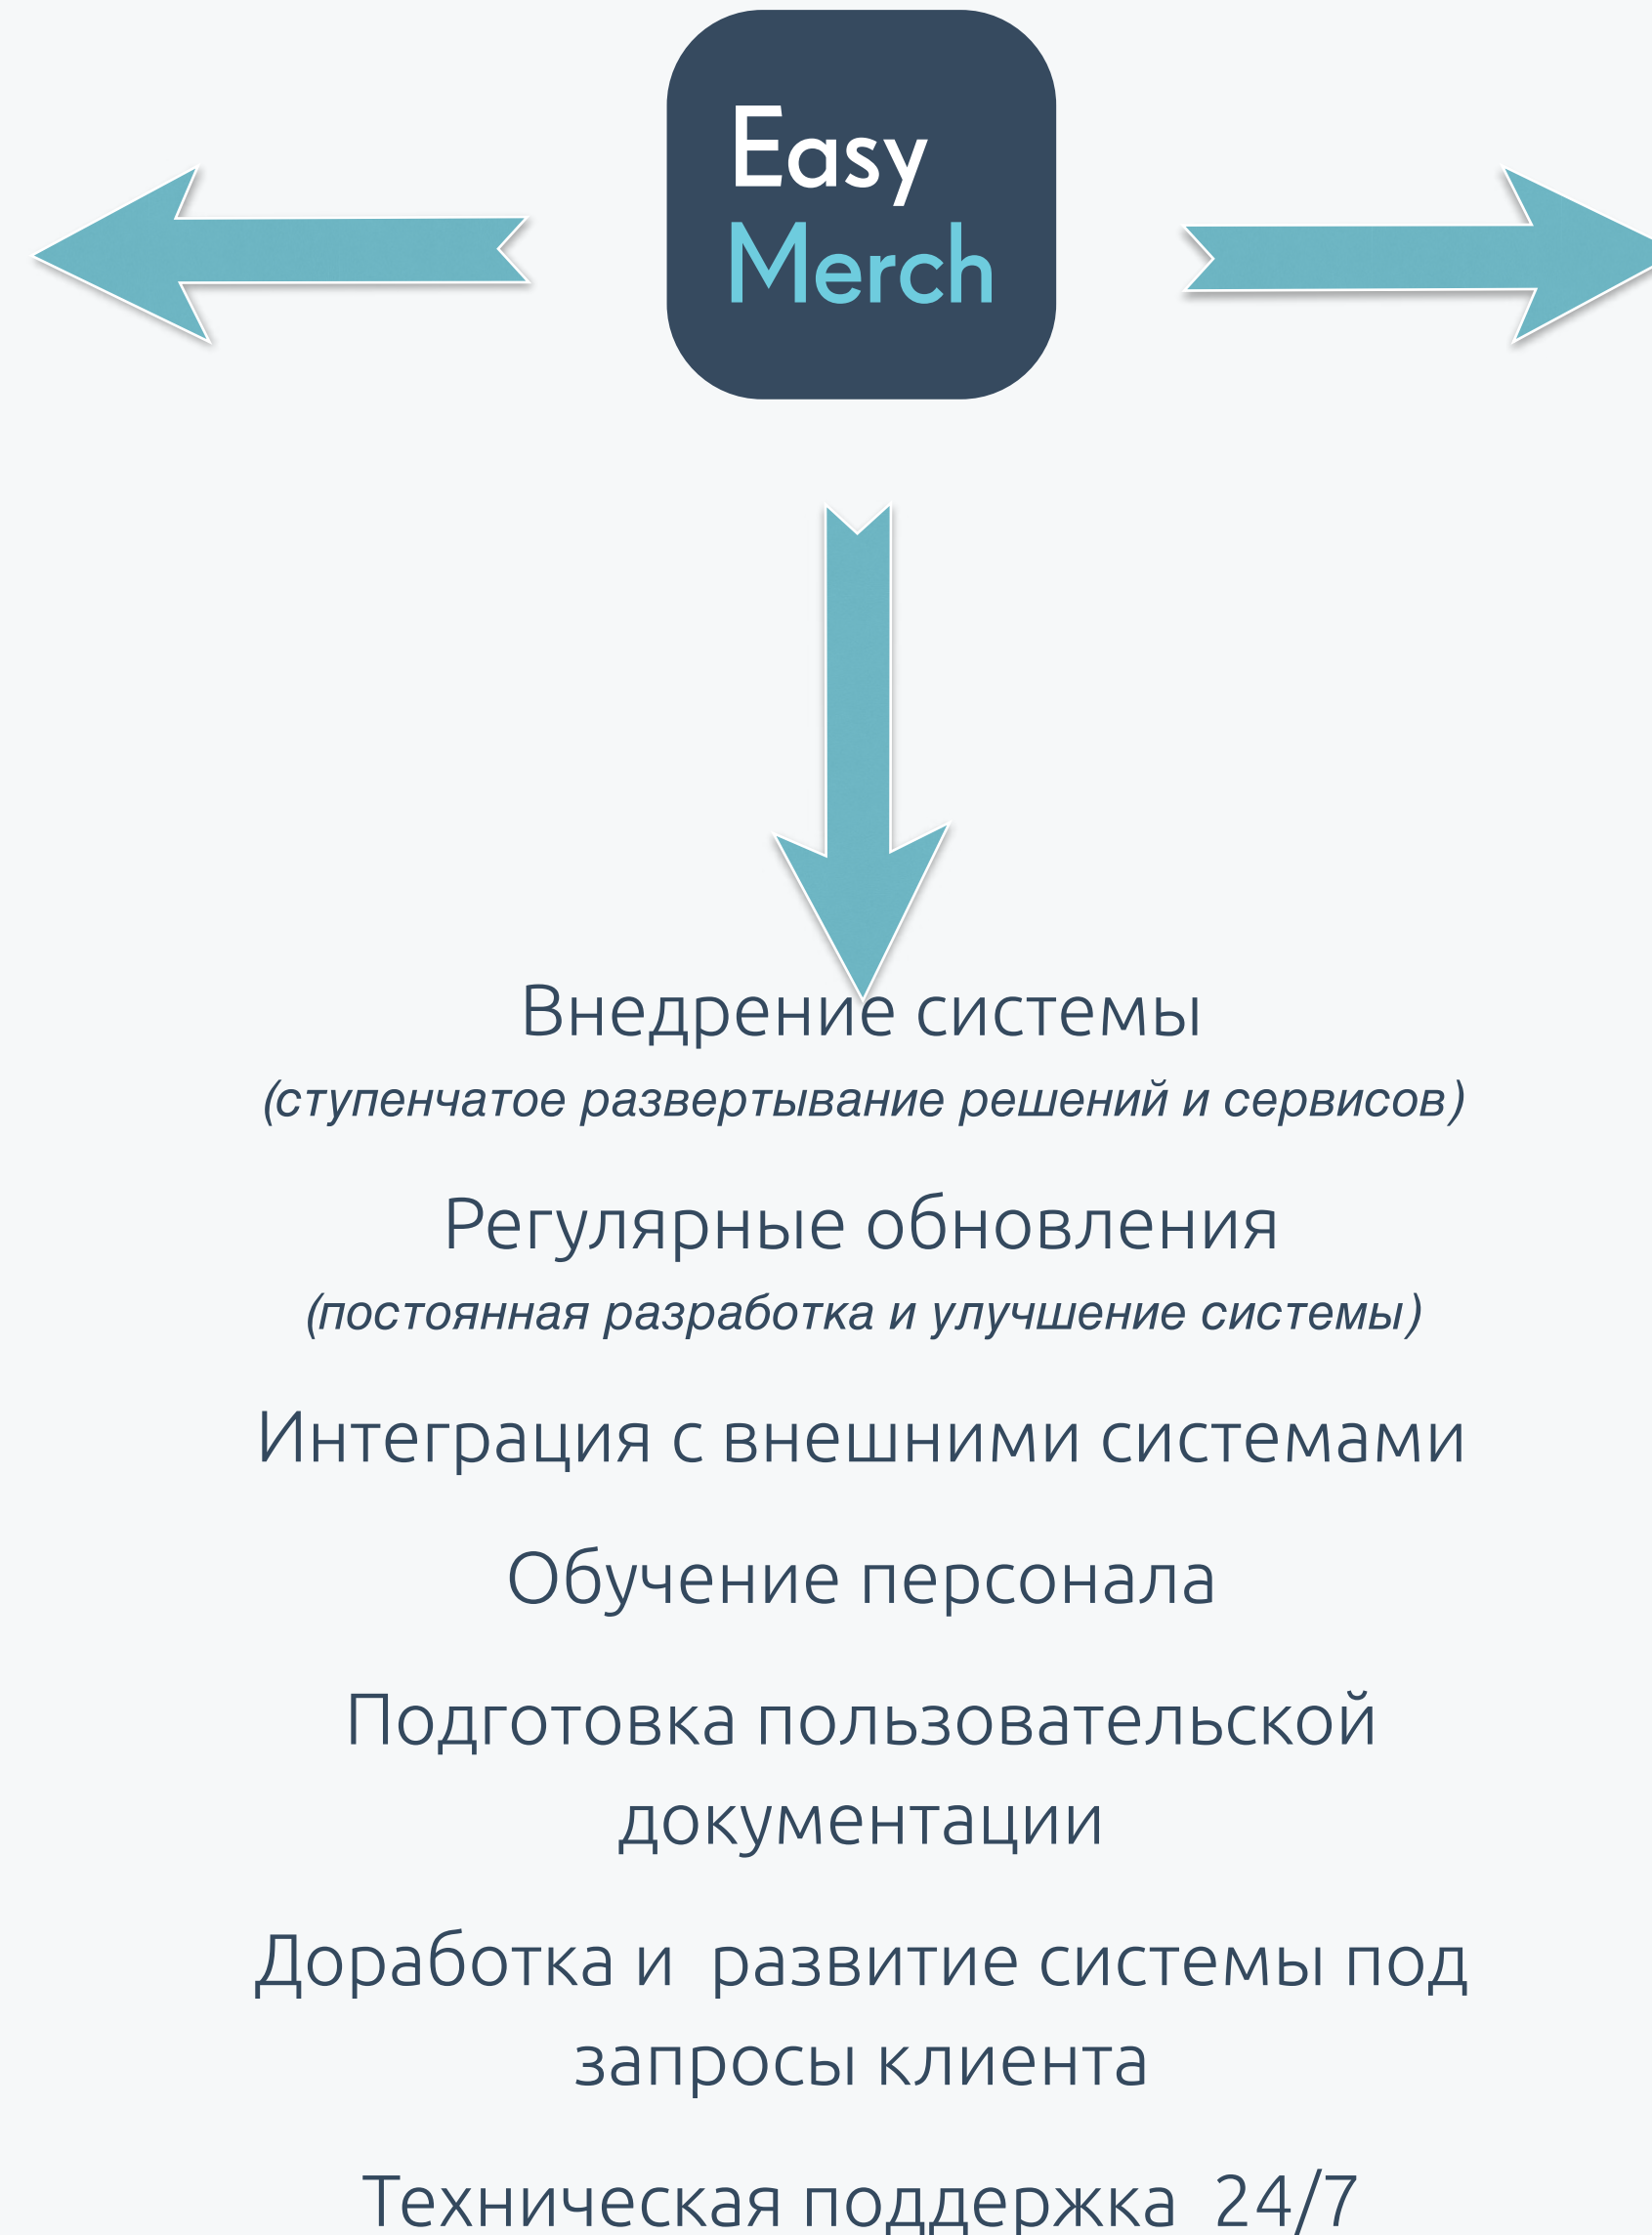 Easy
Merch
Внедрение системы
(ступенчатое развертывание решений и сервисов)
Регулярные обновления
(постоянная разработка и улучшение системы)
Интеграция с внешними системами
Обучение персонала
Подготовка пользовательской
документации
Доработка и  развитие системы под
запросы клиента
Техническая поддержка  24/7